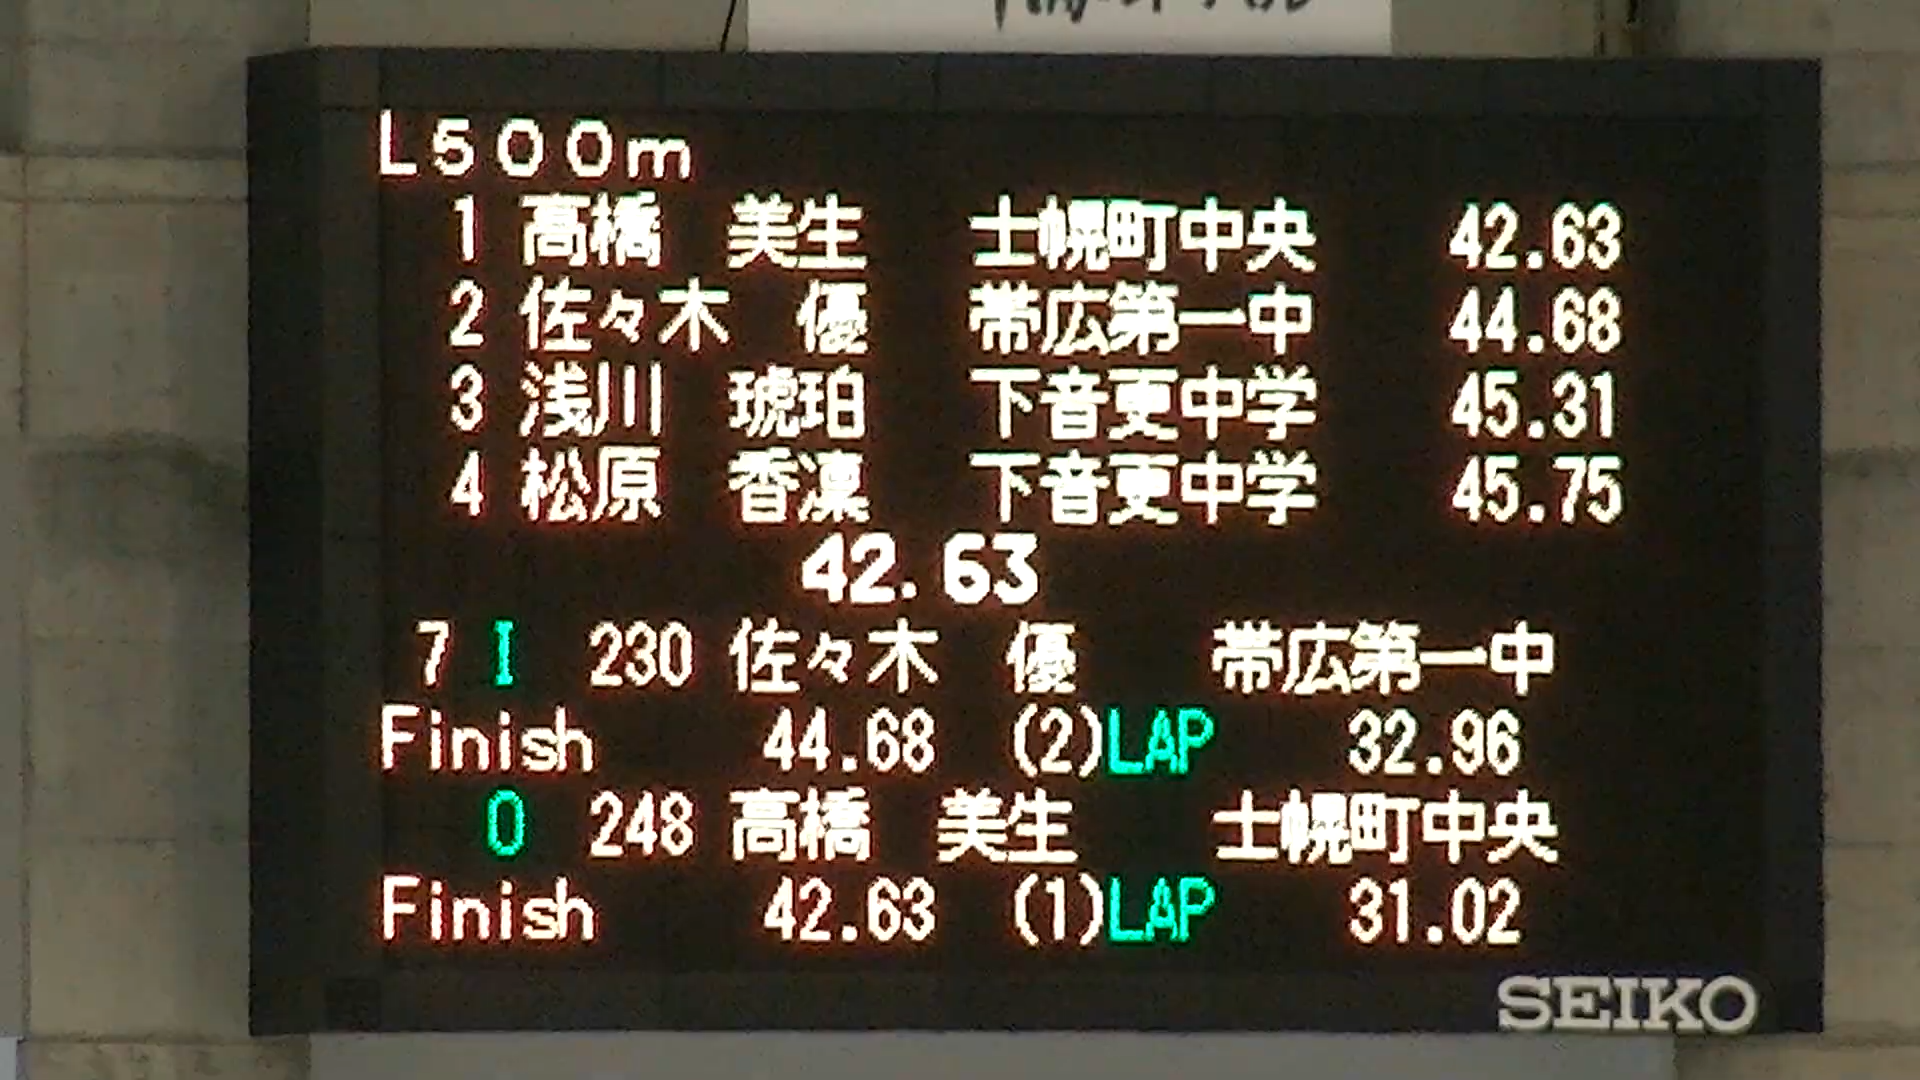 L500m
1 高橋 美生 士幌町中央 42.63
2 佐々木 優 帯広第一中 44.68
3 浅川 琥珀 下音更中学 45.31
4 松原 香凜 下音更中学 45.75
42.63
7 I 230 佐々木 優 帯広第一中
Finish 44.68 (2)LAP 32.96
O 248 高橋 美生 士幌町中央
Finish 42.63 (1)LAP 31.02
SEIKO